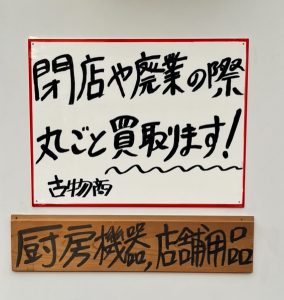 閉店や廃業の際
丸ごと買取ります!
古物商
厨房機器,店舗用品